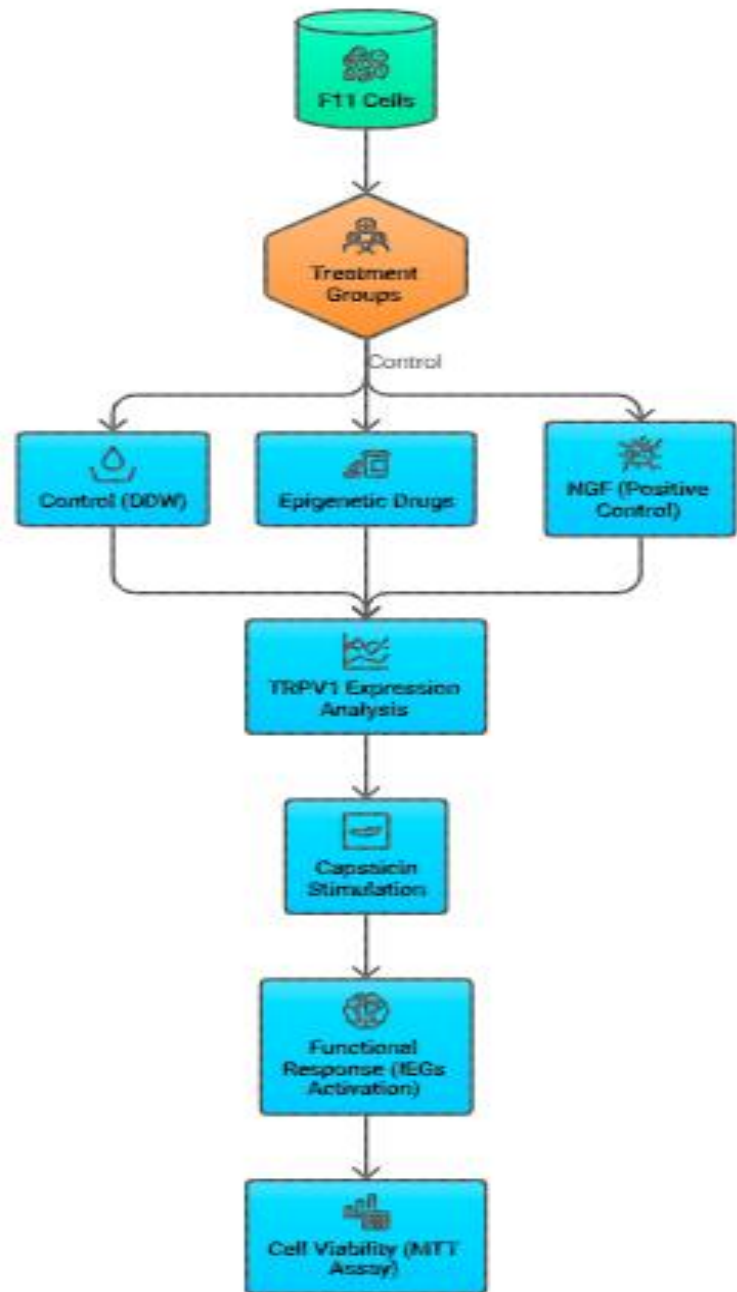 F11 Cells
Treatment
Groups
Control
Control (DDW)
Epigenetic Drugs
NGF (Positive
Control)
TRPV1 Expression
Analysis
Capsaicin
Stimulation
Functional
Response (IEGs
Activation)
Cell Viability (MTT
Assay)